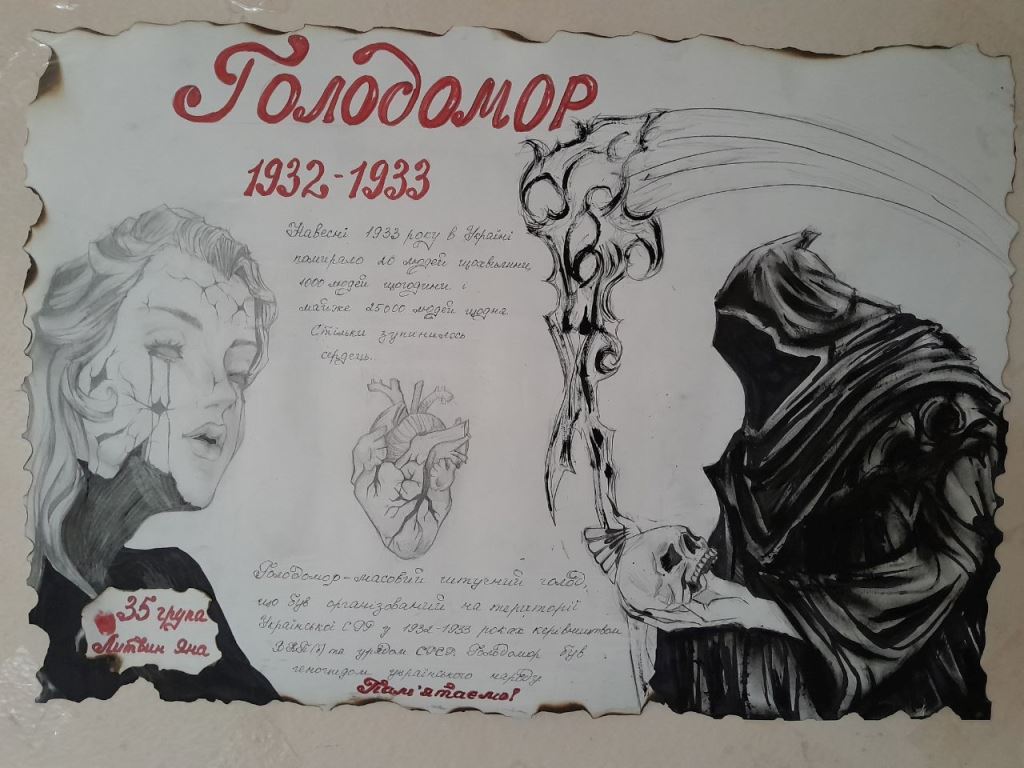 Голодомор
1932-1933
Навесні 1933 року в Україні
помирало 20 людей щохвилини,
1000 людей щогодини і
майже 25000 людей щодня.
Стільки зупинилось
сердець..
Голодомор-масовий штучний голод,
що був організований на території
Української СРР у 1932-1933 роках керівництвом
ВКП(б) та урядом СРСР. Голодомор був
геноцидом українського народу
Пам'ятаємо!
35 група
Литвин Яна